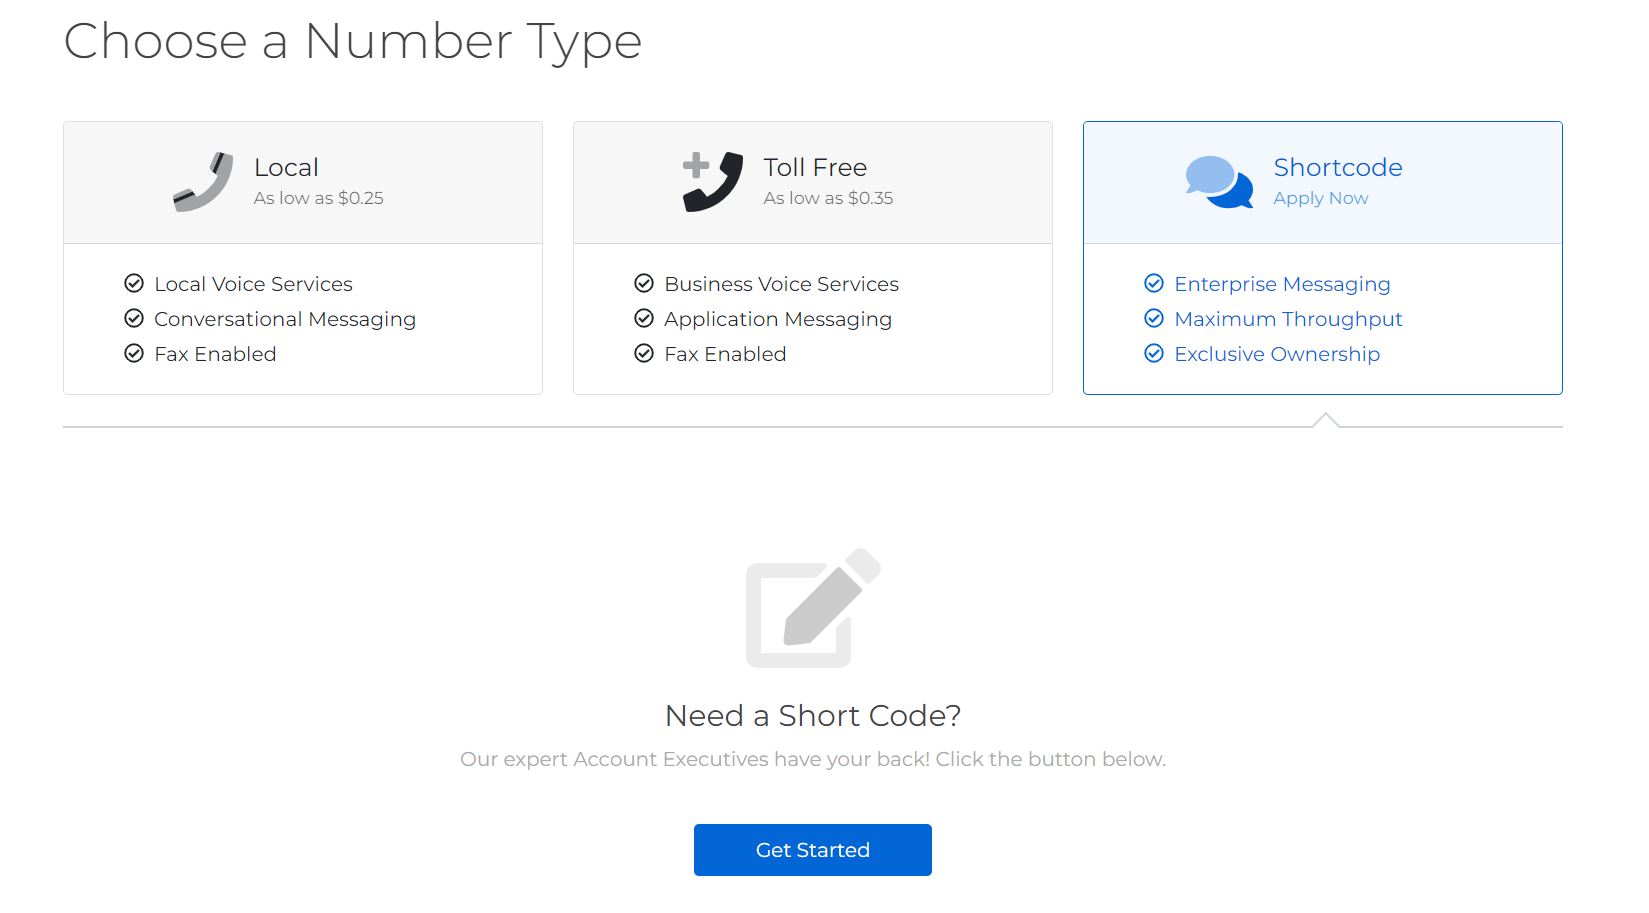 Choose a Number Type
Local
As low as $0.25
Local Voice Services
Conversational Messaging
Fax Enabled
Toll Free
As low as $0.35
Business Voice Services
Application Messaging
Fax Enabled
Shortcode
Apply Now
Enterprise Messaging
Maximum Throughput
Exclusive Ownership
Need a Short Code?
Our expert Account Executives have your back! Click the button below.
Get Started